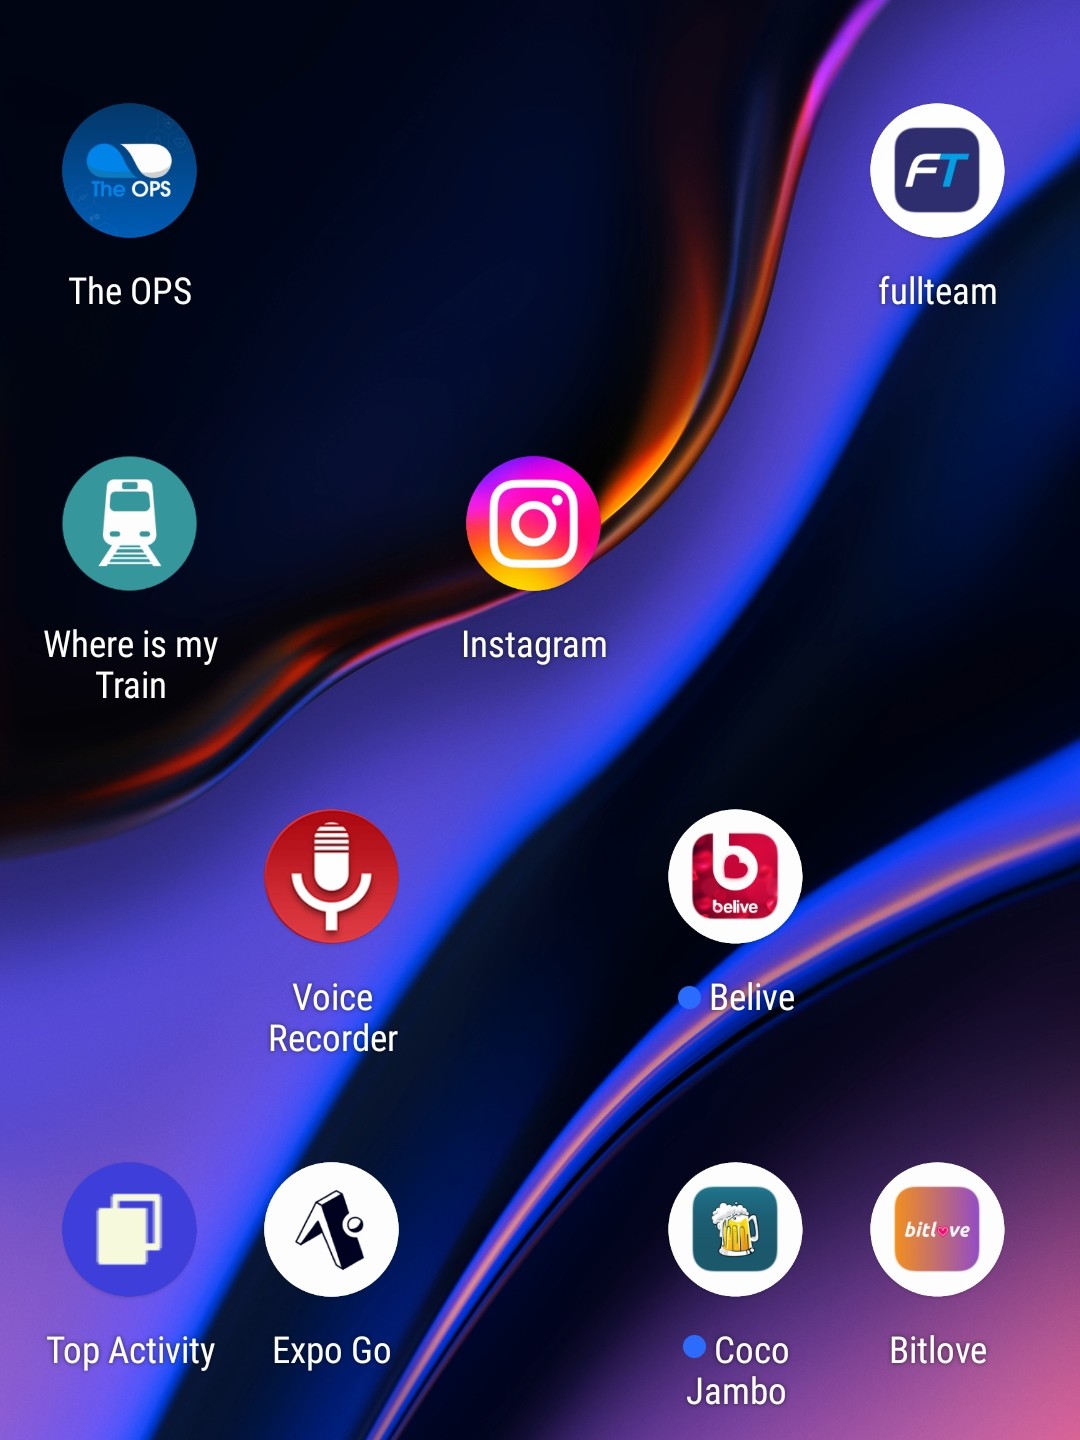 The OPS
FT
The OPS
fullteam
Where is my
Train
Instagram
b
belive
Voice
Recorder
Belive
bitlove
Top Activity
Expo Go
Coco
Jambo
Bitlove